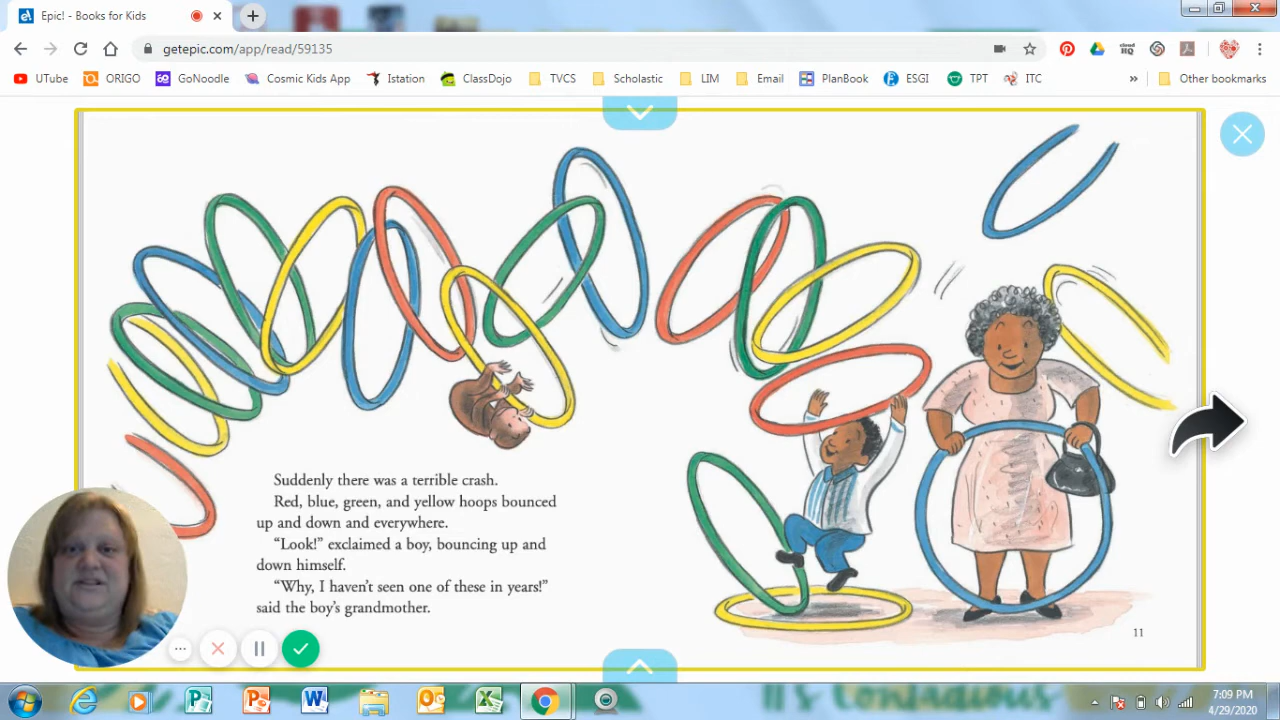 Epic! - Books for Kids
getepic.com/app/read/59135
UTube ORIGO GoNoodle Cosmic Kids App Istation ClassDojo TVCS Scholastic LIM Email PlanBook ESGI TPT ITC » Other bookmarks
Suddenly there was a terrible crash.
Red, blue, green, and yellow hoops bounced
up and down and everywhere.
“Look!” exclaimed a boy, bouncing up and
down himself.
“Why, I haven’t seen one of these in years!”
said the boy’s grandmother.
11
7:09 PM
4/29/2020